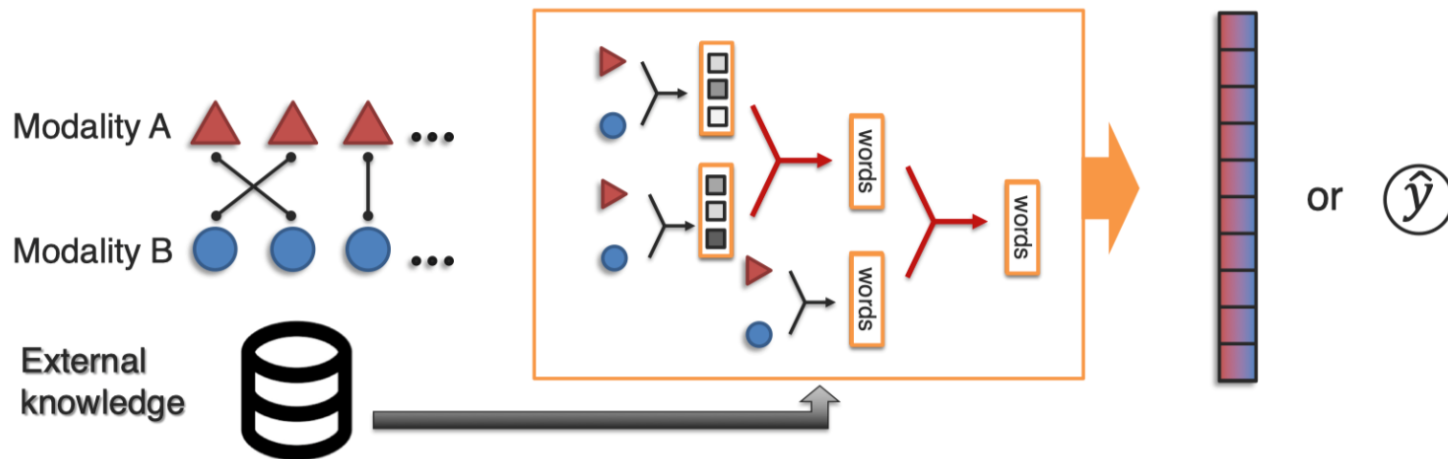 Modality A
...
Modality B
...
External
knowledge
words
words
words
or
ŷ